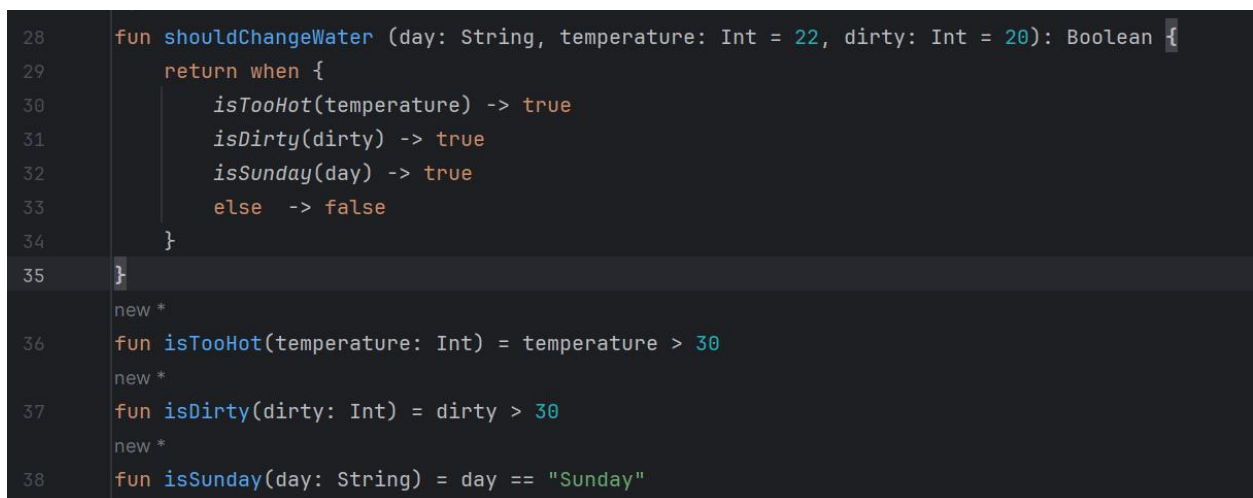 28 fun shouldChangeWater (day: String, temperature: Int = 22, dirty: Int = 20): Boolean {
29 return when {
30 isTooHot(temperature) -> true
31 isDirty(dirty) -> true
32 isSunday(day) -> true
33 else  -> false
34 }
35 }
new *
36 fun isTooHot(temperature: Int) = temperature > 30
new *
37 fun isDirty(dirty: Int) = dirty > 30
new *
38 fun isSunday(day: String) = day == "Sunday"